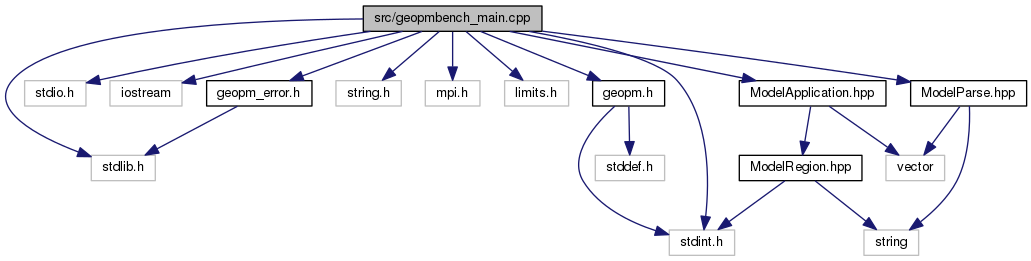 src/geopmbench_main.cpp
stdio.h
iostream
geopm_error.h
string.h
mpi.h
limits.h
geopm.h
ModelApplication.hpp
ModelParse.hpp
stdlib.h
stddef.h
ModelRegion.hpp
vector
stdint.h
string